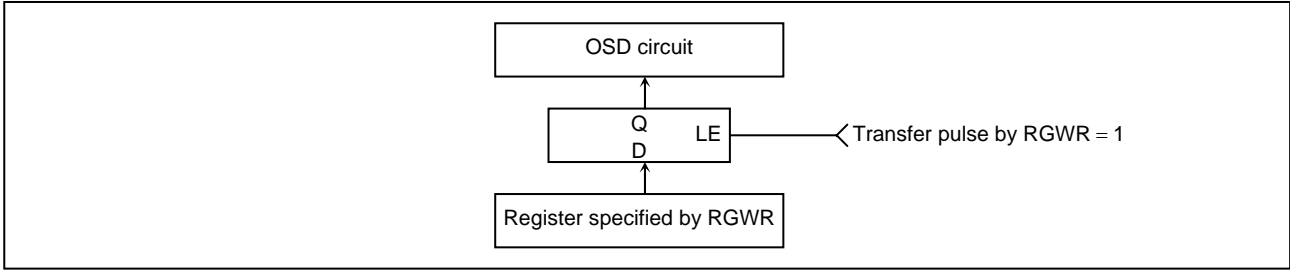 OSD circuit
Q
LE
D
Transfer pulse by RGWR = 1
Register specified by RGWR